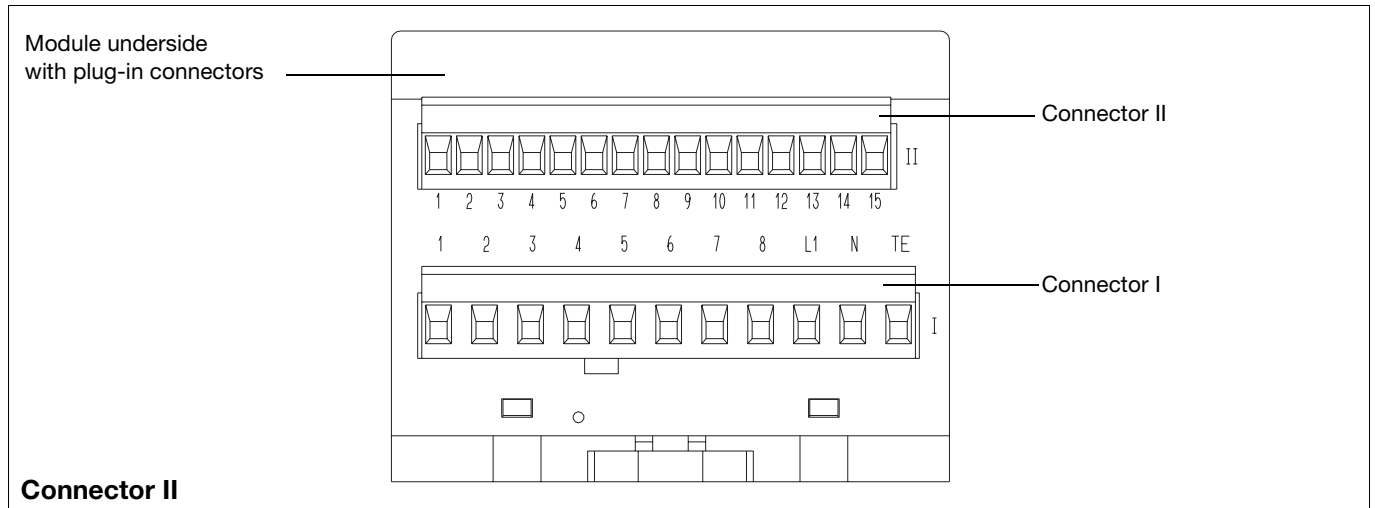 Module underside
with plug-in connectors
Connector II
II
1 2 3 4 5 6 7 8 9 10 11 12 13 14 15
1 2 3 4 5 6 7 8 L1 N TE
Connector I
I
Connector II